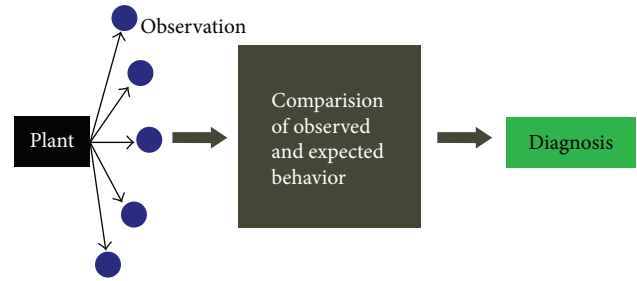 Observation
Plant
Comparision
of observed
and expected
behavior
Diagnosis